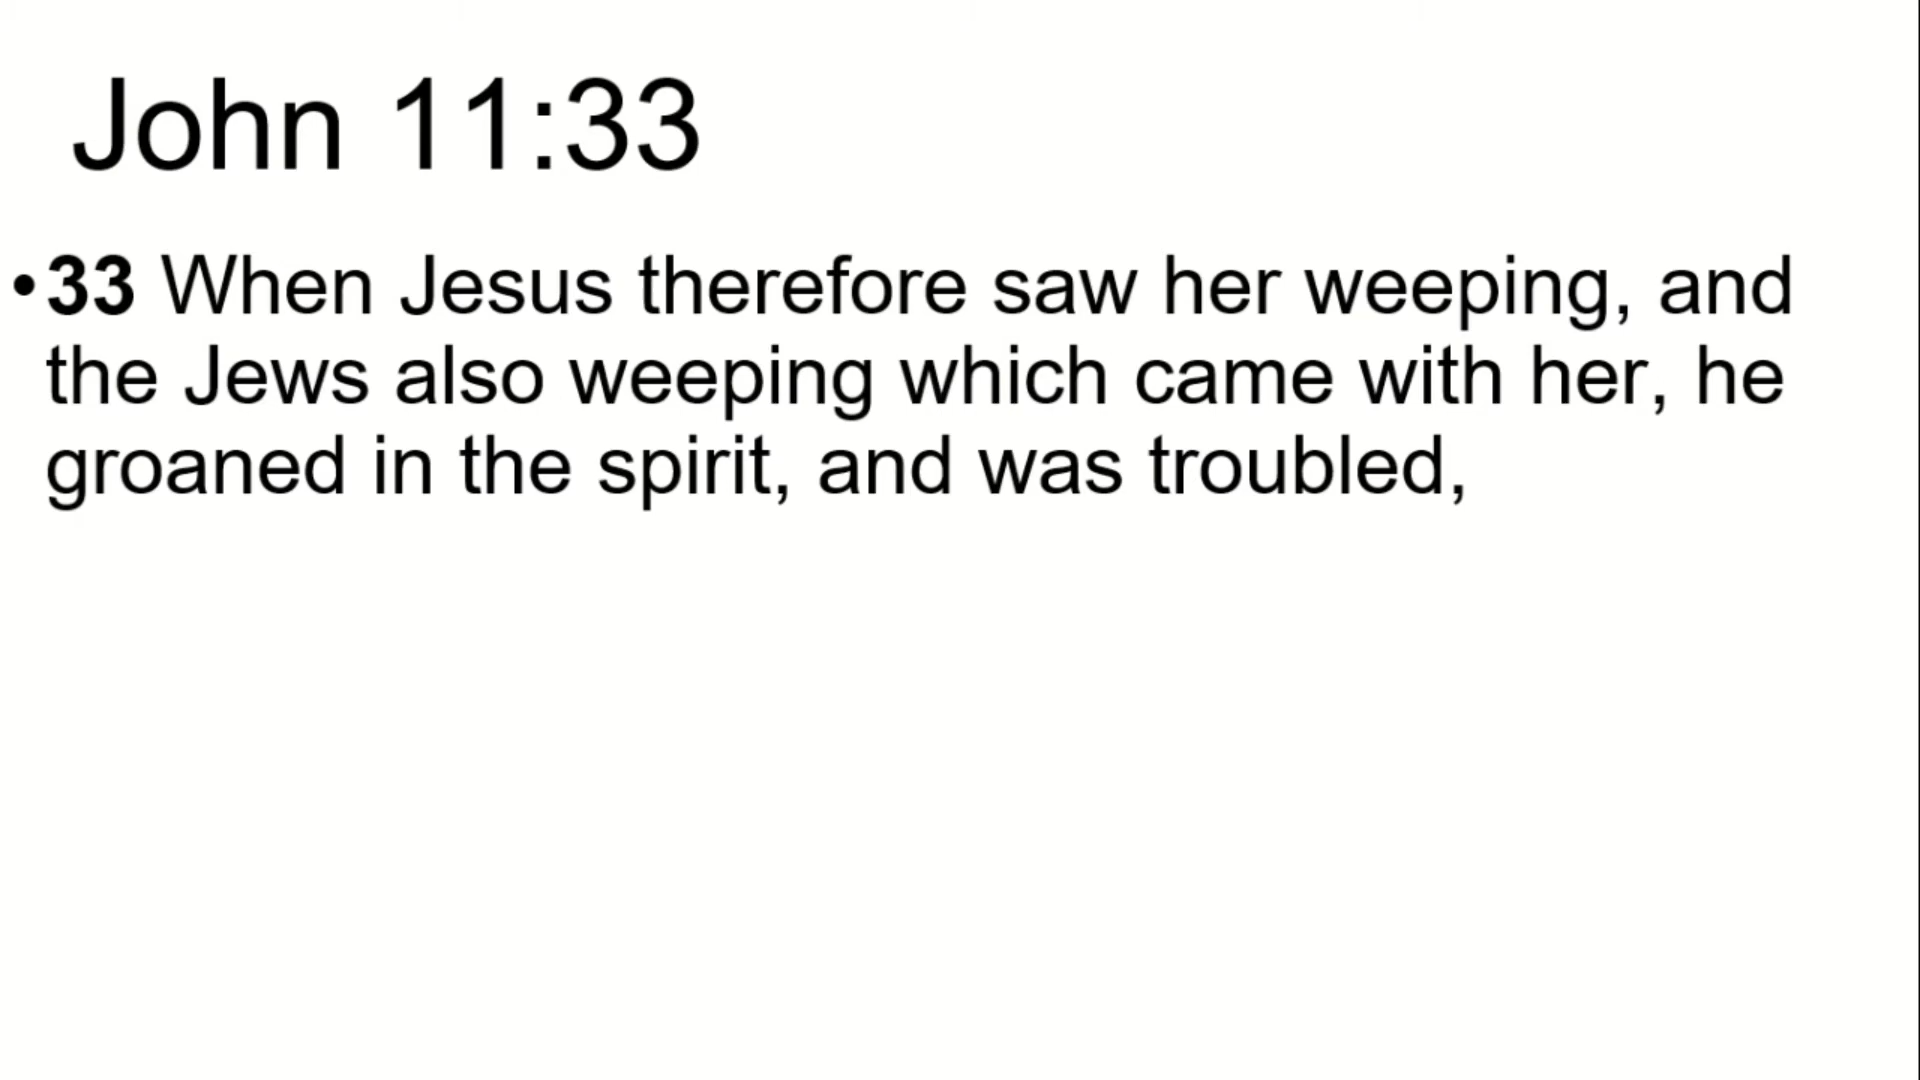 John 11:33
•33 When Jesus therefore saw her weeping, and
the Jews also weeping which came with her, he
groaned in the spirit, and was troubled,